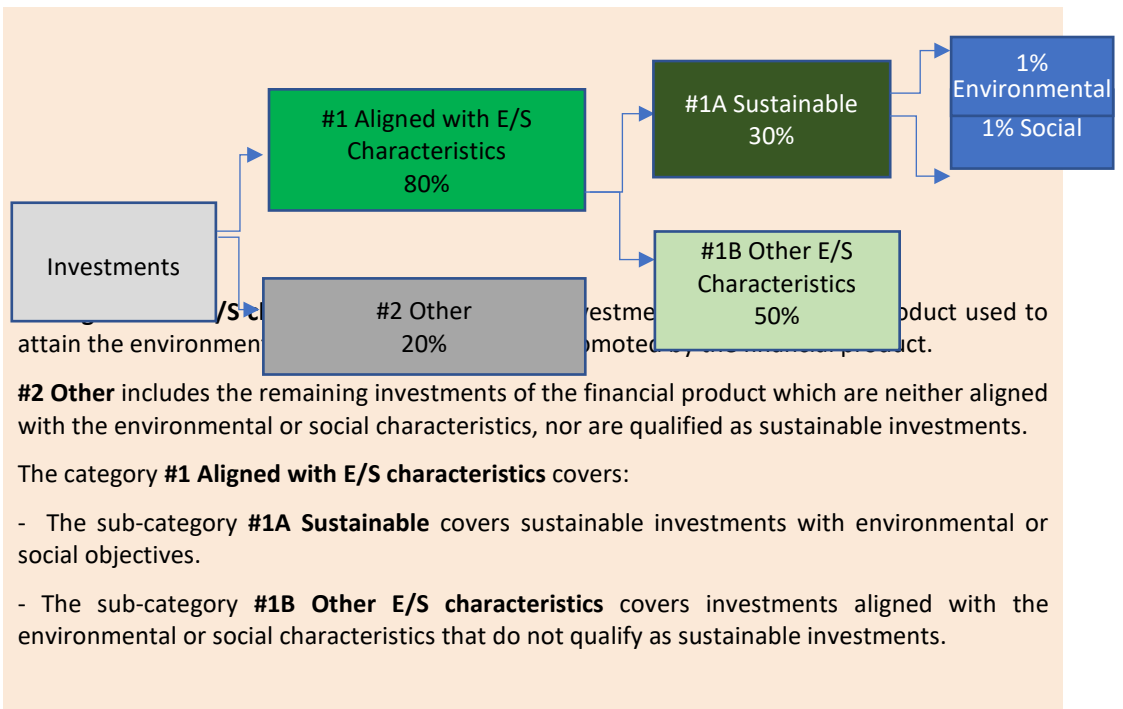 1%
Environmental
1% Social
#1A Sustainable
30%
#1 Aligned with E/S
Characteristics
80%
Investments
#1B Other E/S
Characteristics
50%
#2 Other
20%
oduct used to
attain the
by the
#2 Other includes the remaining investments of the financial product which are neither aligned
with the environmental or social characteristics, nor are qualified as sustainable investments.
The category #1 Aligned with E/S characteristics covers:
- The sub-category #1A Sustainable covers sustainable investments with environmental or
social objectives.
- The sub-category #1B Other E/S characteristics covers investments aligned with the
environmental or social characteristics that do not qualify as sustainable investments.